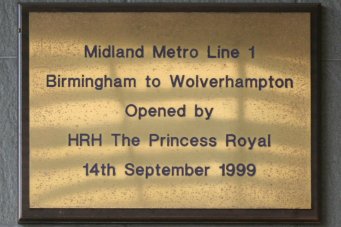 Midland Metro Line 1
Birmingham to Wolverhampton
Opened by
HRH The Princess Royal
14th September 1999